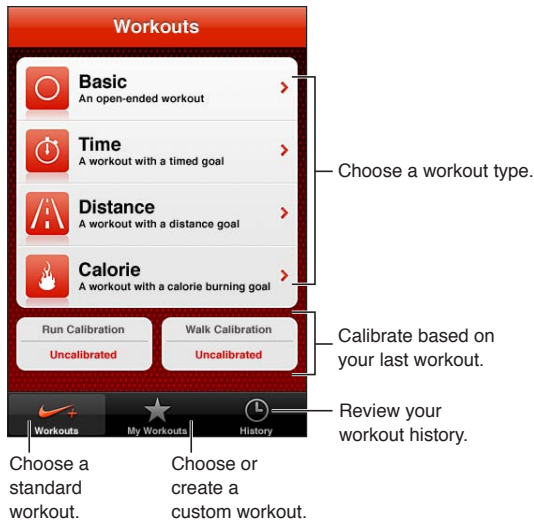 Workouts
Basic
An open-ended workout
Time
A workout with a timed goal
Distance
A workout with a distance goal
Calorie
A workout with a calorie burning goal
Choose a workout type.
Run Calibration
Uncalibrated
Walk Calibration
Uncalibrated
Calibrate based on
your last workout.
Workouts
My Workouts
History
Review your
workout history.
Choose a
standard
workout.
Choose or
create a
custom workout.